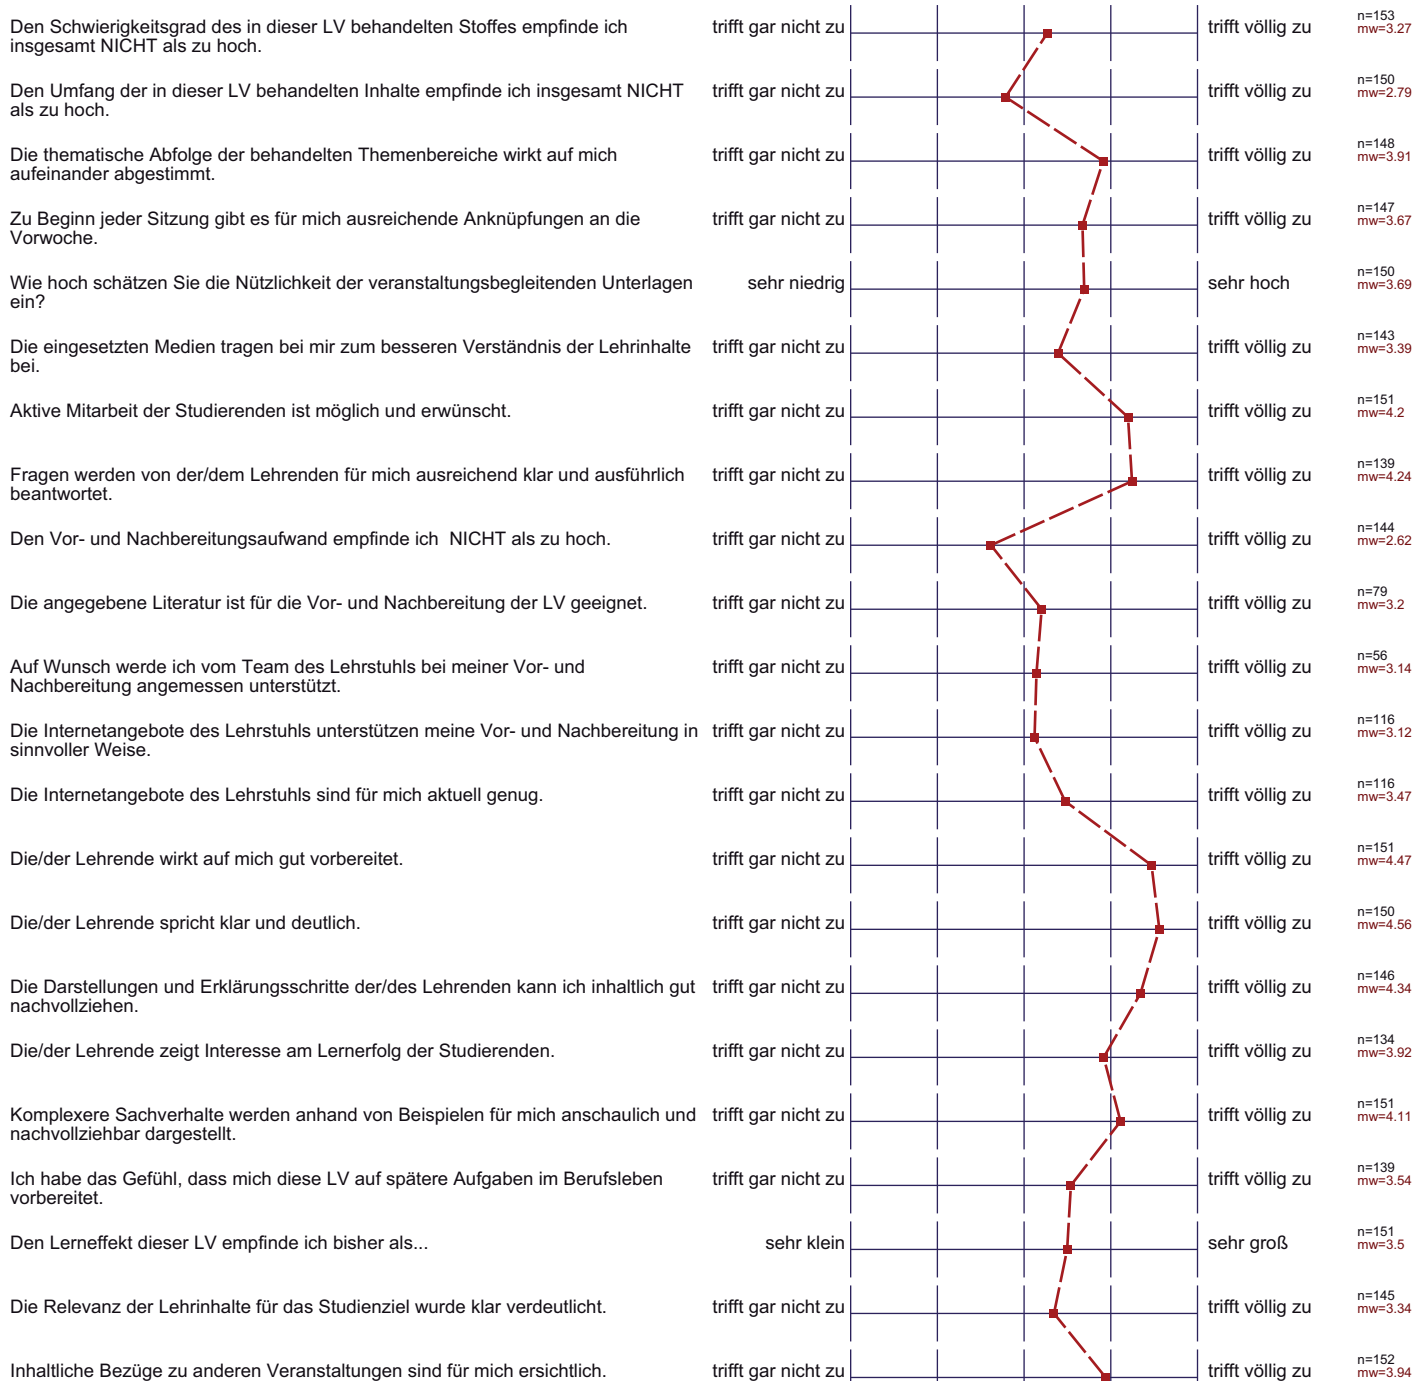 Den Schwierigkeitsgrad des in dieser LV behandelten Stoffes empfinde ich
insgesamt NICHT als zu hoch.
trifft gar nicht zu
trifft völlig zu
n=153
mw=3.27
Den Umfang der in dieser LV behandelten Inhalte empfinde ich insgesamt NICHT
als zu hoch.
trifft gar nicht zu
trifft völlig zu
n=150
mw=2.79
Die thematische Abfolge der behandelten Themenbereiche wirkt auf mich
aufeinander abgestimmt.
trifft gar nicht zu
trifft völlig zu
n=148
mw=3.91
Zu Beginn jeder Sitzung gibt es für mich ausreichende Anknüpfungen an die
Vorwoche.
trifft gar nicht zu
trifft völlig zu
n=147
mw=3.67
Wie hoch schätzen Sie die Nützlichkeit der veranstaltungsbegleitenden Unterlagen
ein?
sehr niedrig
sehr hoch
n=150
mw=3.69
Die eingesetzten Medien tragen bei mir zum besseren Verständnis der Lehrinhalte
bei.
trifft gar nicht zu
trifft völlig zu
n=143
mw=3.39
Aktive Mitarbeit der Studierenden ist möglich und erwünscht.
trifft gar nicht zu
trifft völlig zu
n=151
mw=4.2
Fragen werden von der/dem Lehrenden für mich ausreichend klar und ausführlich
beantwortet.
trifft gar nicht zu
trifft völlig zu
n=139
mw=4.24
Den Vor- und Nachbereitungsaufwand empfinde ich  NICHT als zu hoch.
trifft gar nicht zu
trifft völlig zu
n=144
mw=2.62
Die angegebene Literatur ist für die Vor- und Nachbereitung der LV geeignet.
trifft gar nicht zu
trifft völlig zu
n=79
mw=3.2
Auf Wunsch werde ich vom Team des Lehrstuhls bei meiner Vor- und
Nachbereitung angemessen unterstützt.
trifft gar nicht zu
trifft völlig zu
n=56
mw=3.14
Die Internetangebote des Lehrstuhls unterstützen meine Vor- und Nachbereitung in
sinnvoller Weise.
trifft gar nicht zu
trifft völlig zu
n=116
mw=3.12
Die Internetangebote des Lehrstuhls sind für mich aktuell genug.
trifft gar nicht zu
trifft völlig zu
n=116
mw=3.47
Die/der Lehrende wirkt auf mich gut vorbereitet.
trifft gar nicht zu
trifft völlig zu
n=151
mw=4.47
Die/der Lehrende spricht klar und deutlich.
trifft gar nicht zu
trifft völlig zu
n=150
mw=4.56
Die Darstellungen und Erklärungsschritte der/des Lehrenden kann ich inhaltlich gut
nachvollziehen.
trifft gar nicht zu
trifft völlig zu
n=146
mw=4.34
Die/der Lehrende zeigt Interesse am Lernerfolg der Studierenden.
trifft gar nicht zu
trifft völlig zu
n=134
mw=3.92
Komplexere Sachverhalte werden anhand von Beispielen für mich anschaulich und
nachvollziehbar dargestellt.
trifft gar nicht zu
trifft völlig zu
n=151
mw=4.11
Ich habe das Gefühl, dass mich diese LV auf spätere Aufgaben im Berufsleben
vorbereitet.
trifft gar nicht zu
trifft völlig zu
n=139
mw=3.54
Den Lerneffekt dieser LV empfinde ich bisher als...
sehr klein
sehr groß
n=151
mw=3.5
Die Relevanz der Lehrinhalte für das Studienziel wurde klar verdeutlicht.
trifft gar nicht zu
trifft völlig zu
n=145
mw=3.34
Inhaltliche Bezüge zu anderen Veranstaltungen sind für mich ersichtlich.
trifft gar nicht zu
trifft völlig zu
n=152
mw=3.94